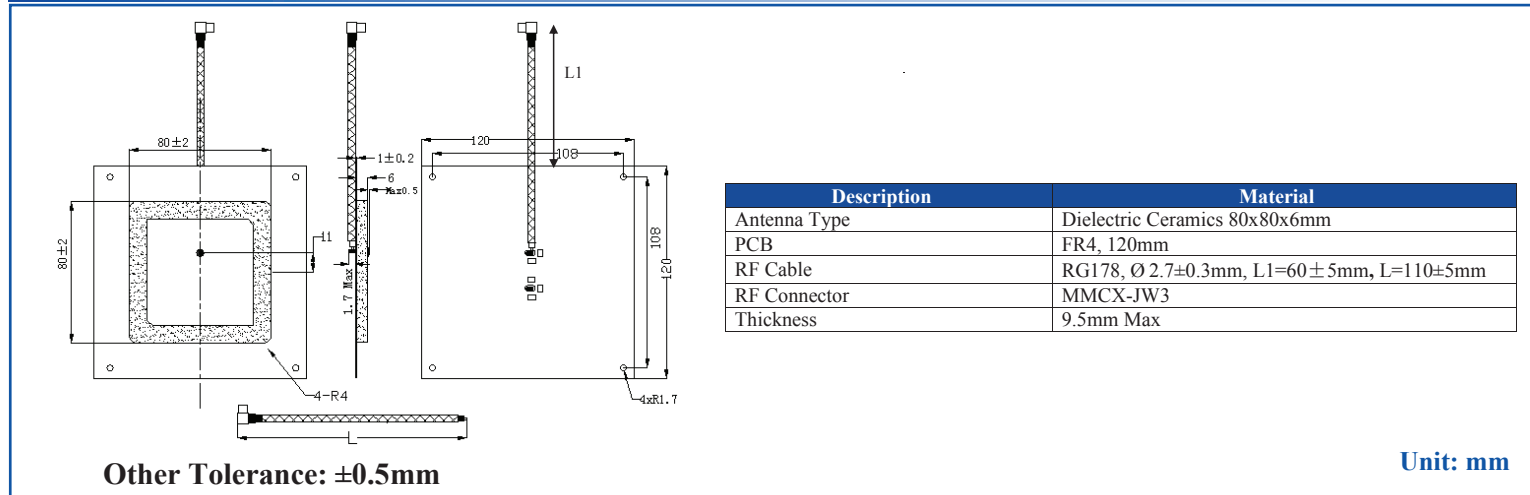 L1
80±2
120
108
1±0.2
6
Max0.5
11
80±2
108
120
1.7 Max
4-R4
4xR1.7
L
Description Material
Antenna Type Dielectric Ceramics 80x80x6mm
PCB FR4, 120mm
RF Cable RG178, Ø 2.7±0.3mm, L1=60±5mm, L=110±5mm
RF Connector MMCX-JW3
Thickness 9.5mm Max
Other Tolerance: ±0.5mm
Unit: mm